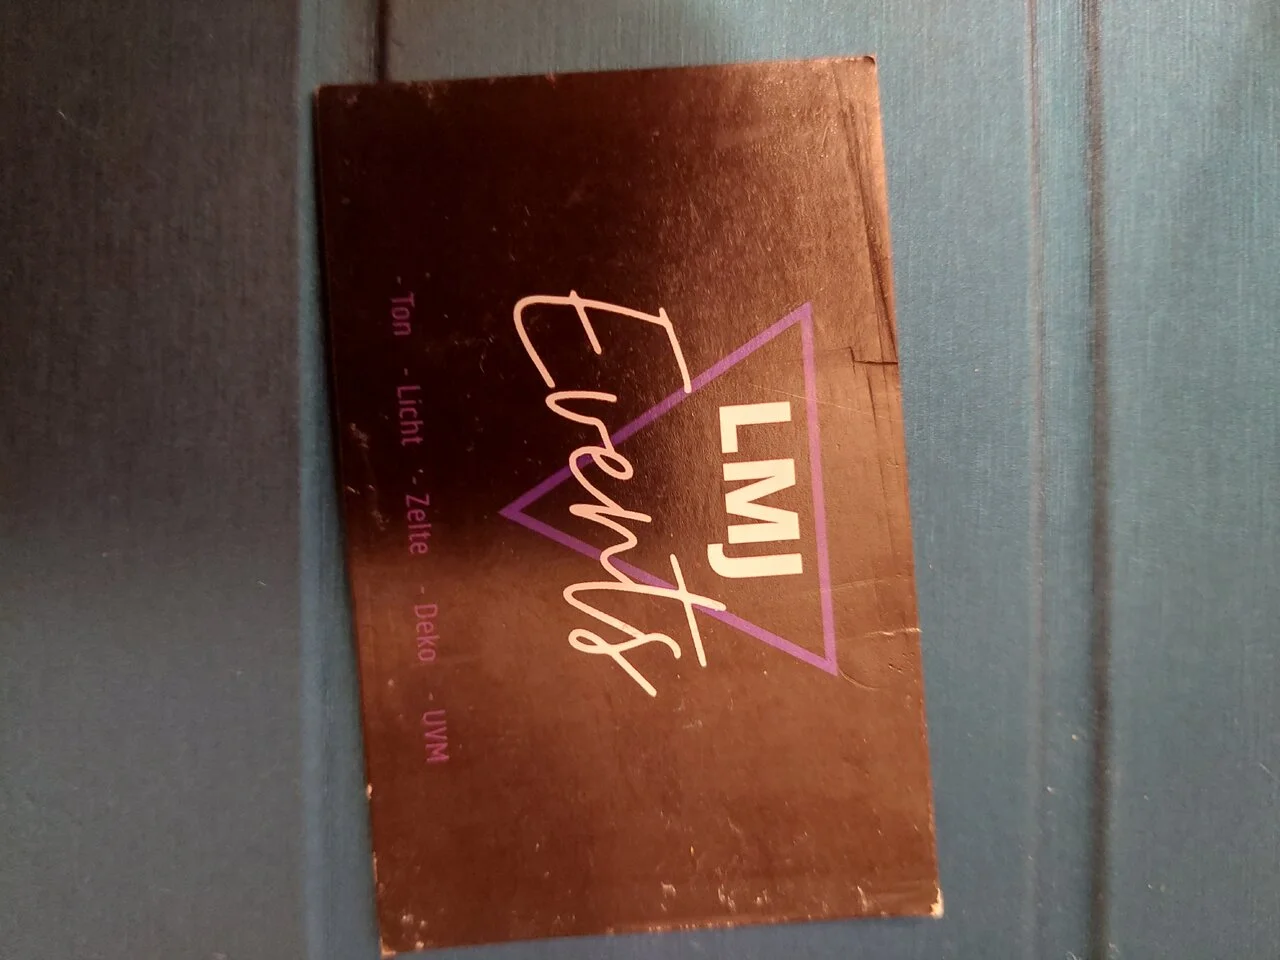 LMJ
Events
- Ton - Licht - Zelte - Deko - UVM